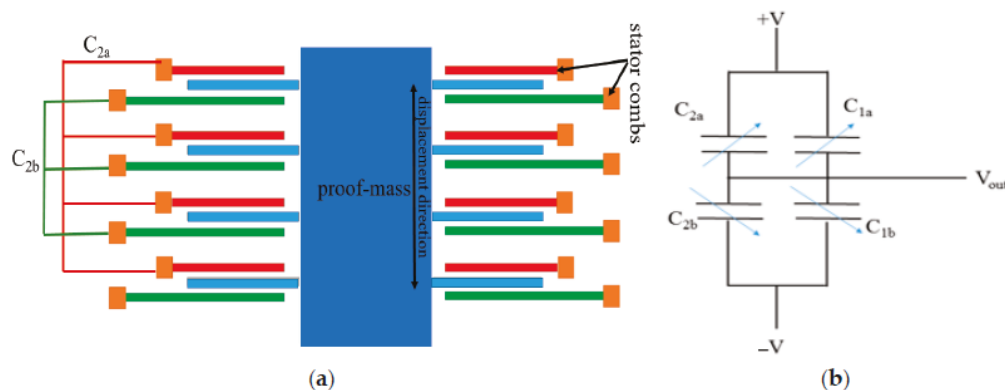 C2a
C2b
proof-mass
displacement direction
stator combs
(a)
+V
C2a
C1a
Vout
C2b
C1b
–V
(b)